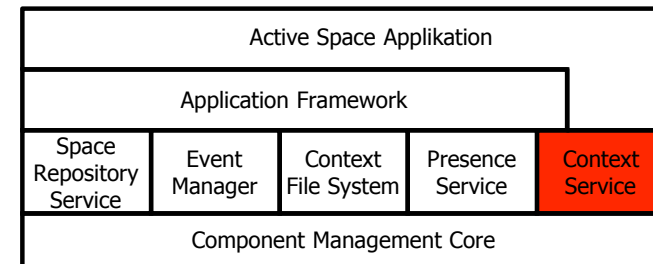 Active Space Applikation
Application Framework
Space
Repository
Service
Event
Manager
Context
File System
Presence
Service
Context
Service
Component Management Core